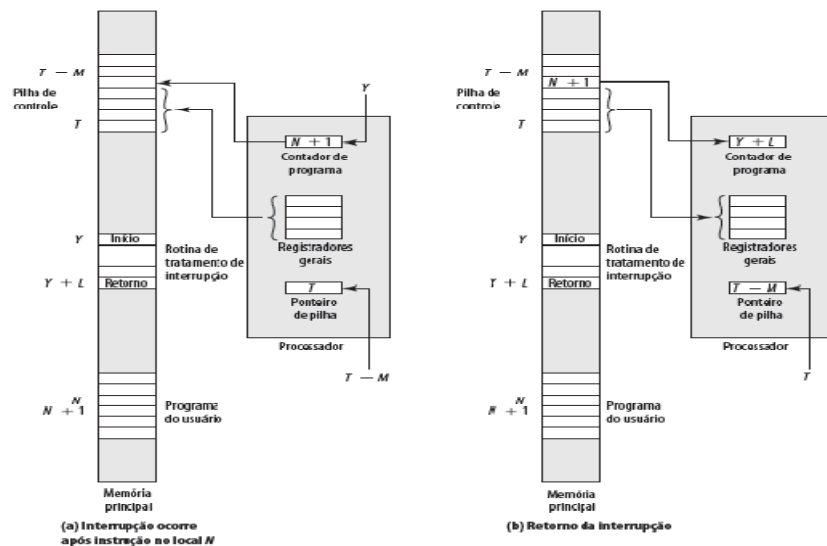 T − M
Pilha de
controle
T
Y
Início
Y + L
Retorno
Rotina de
tratamento de
interrupção
N
N + 1
Programa
do usuário
Memória
principal
Y
N + 1
Contador de
programa
Registradores
gerais
T
Ponteiro
de pilha
Processador
T − M
(a) Interrupção ocorre
após instrução no local N
T − M
Pilha de
controle
T
N + 1
Y
Início
Y + L
Retorno
Rotina de
tratamento de
interrupção
N
N + 1
Programa
do usuário
Memória
principal
Y + L
Contador de
programa
Registradores
gerais
T − M
Ponteiro
de pilha
Processador
T
(b) Retorno da interrupção